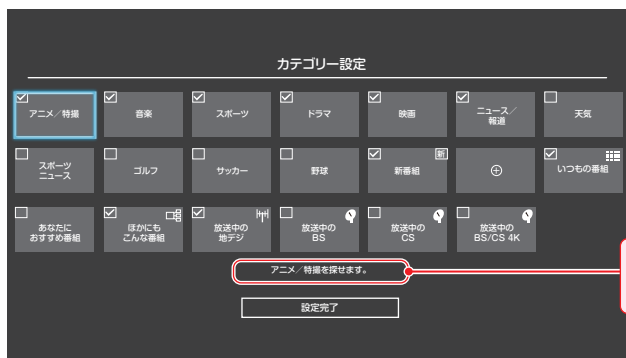 カテゴリー設定
アニメ／特撮
音楽
スポーツ
ドラマ
映画
ニュース／
報道
天気
スポーツ
ニュース
ゴルフ
サッカー
野球
新
新番組
いつもの番組
あなたに
おすすめ番組
ほかにも
こんな番組
放送中の
地デジ
放送中の
BS
放送中の
CS
放送中の
BS/CS 4K
アニメ／特撮を探せます。
設定完了